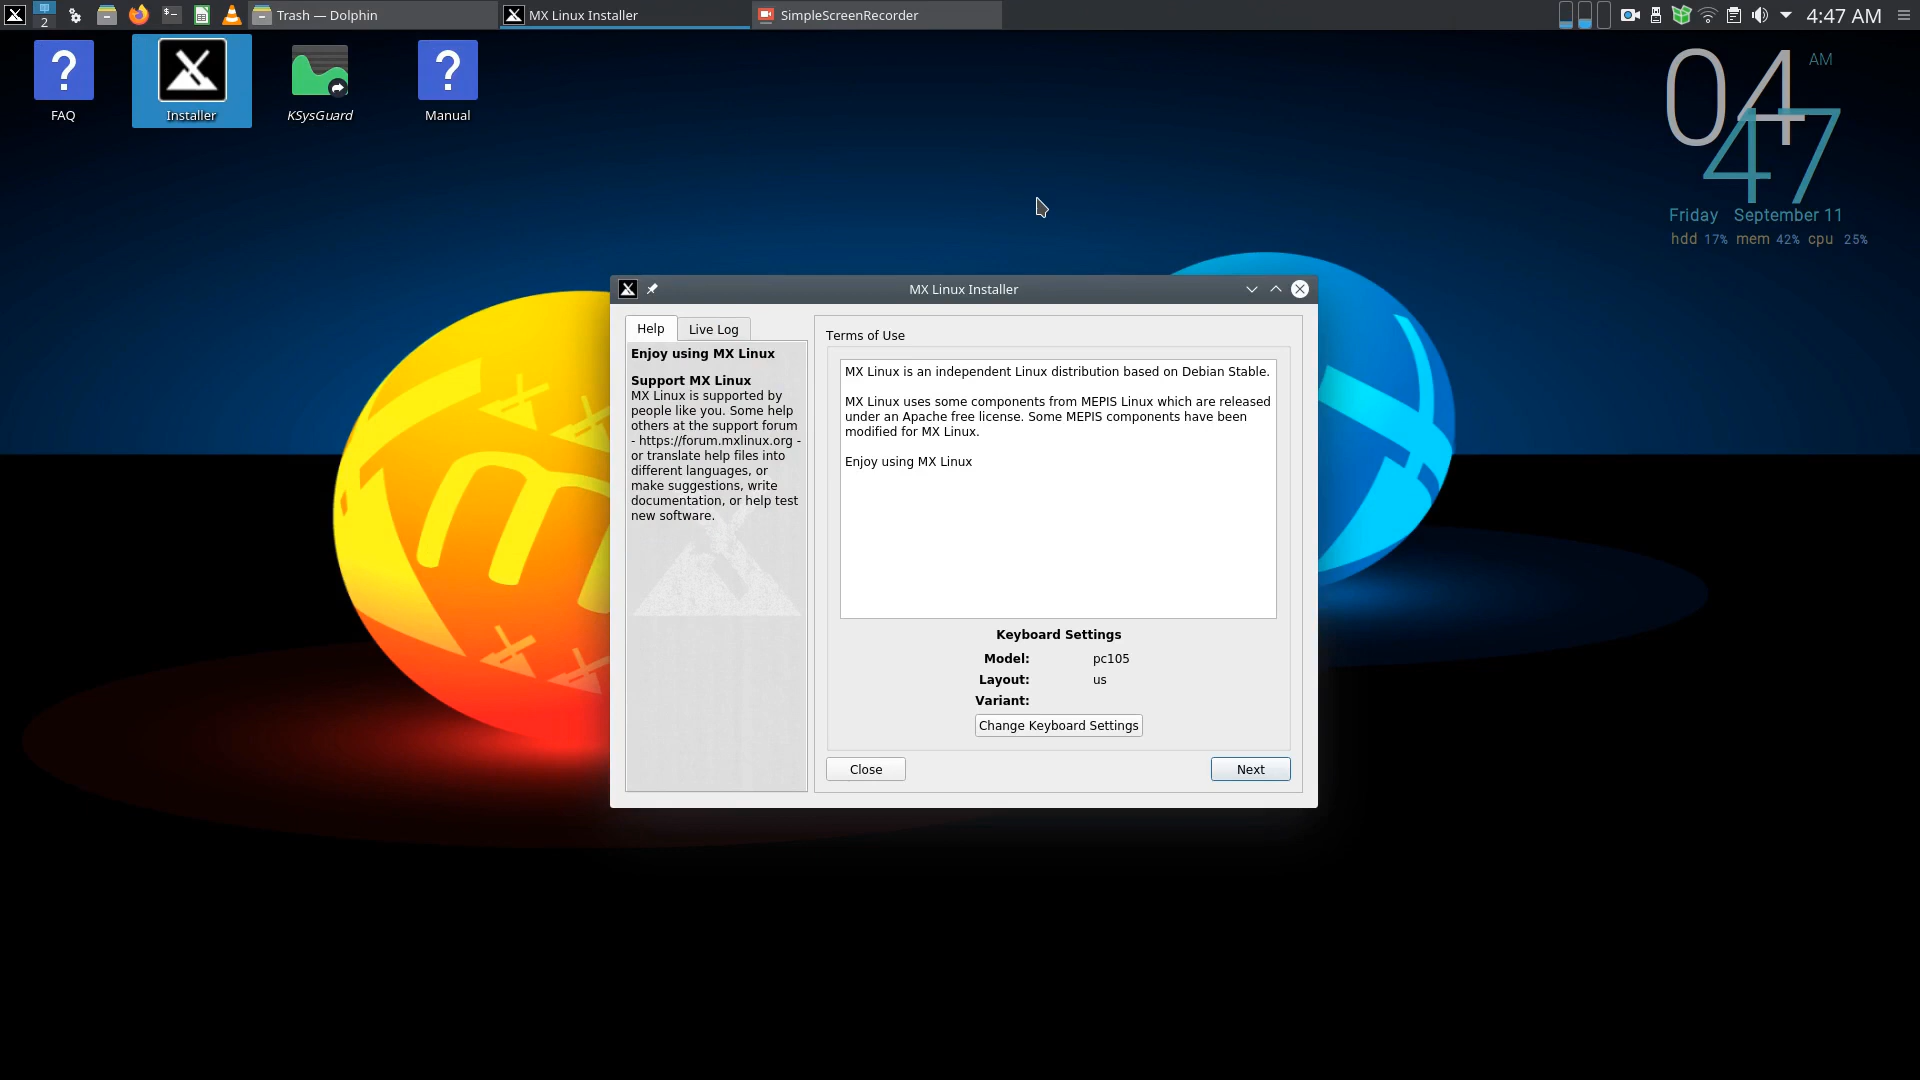 2
Trash — Dolphin
MX Linux Installer
SimpleScreenRecorder
4:47 AM
FAQ
Installer
KSysGuard
Manual
04
AM
47
Friday September 11
hdd 17% mem 42% cpu 25%
MX Linux Installer
Help
Live Log
Enjoy using MX Linux
Support MX Linux
MX Linux is supported by
people like you. Some help
others at the support forum
- https://forum.mxlinux.org -
or translate help files into
different languages, or
make suggestions, write
documentation, or help test
new software.
Terms of Use
MX Linux is an independent Linux distribution based on Debian Stable.
MX Linux uses some components from MEPIS Linux which are released
under an Apache free license. Some MEPIS components have been
modified for MX Linux.
Enjoy using MX Linux
Keyboard Settings
Model: pc105
Layout: us
Variant:
Change Keyboard Settings
Close
Next